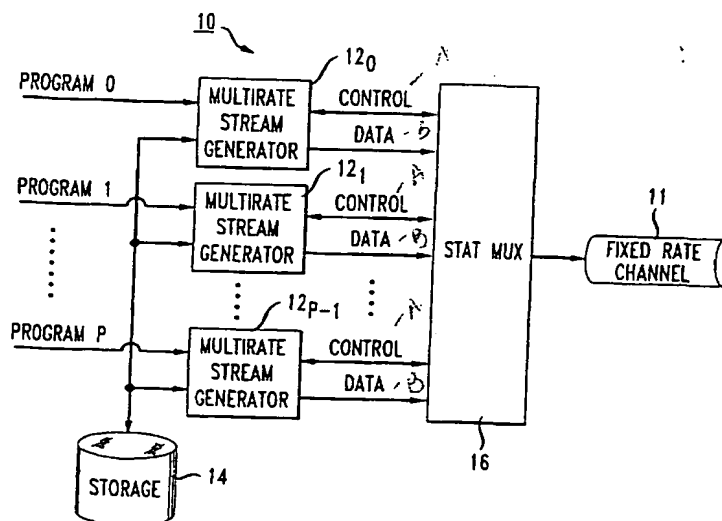 10
PROGRAM 0
12₀
MULTIRATE
STREAM
GENERATOR
CONTROL
DATA B
PROGRAM 1
12₁
MULTIRATE
STREAM
GENERATOR
CONTROL
DATA B
STAT MUX
11
FIXED RATE
CHANNEL
PROGRAM P
12P-1
MULTIRATE
STREAM
GENERATOR
CONTROL
DATA B
16
STORAGE
14